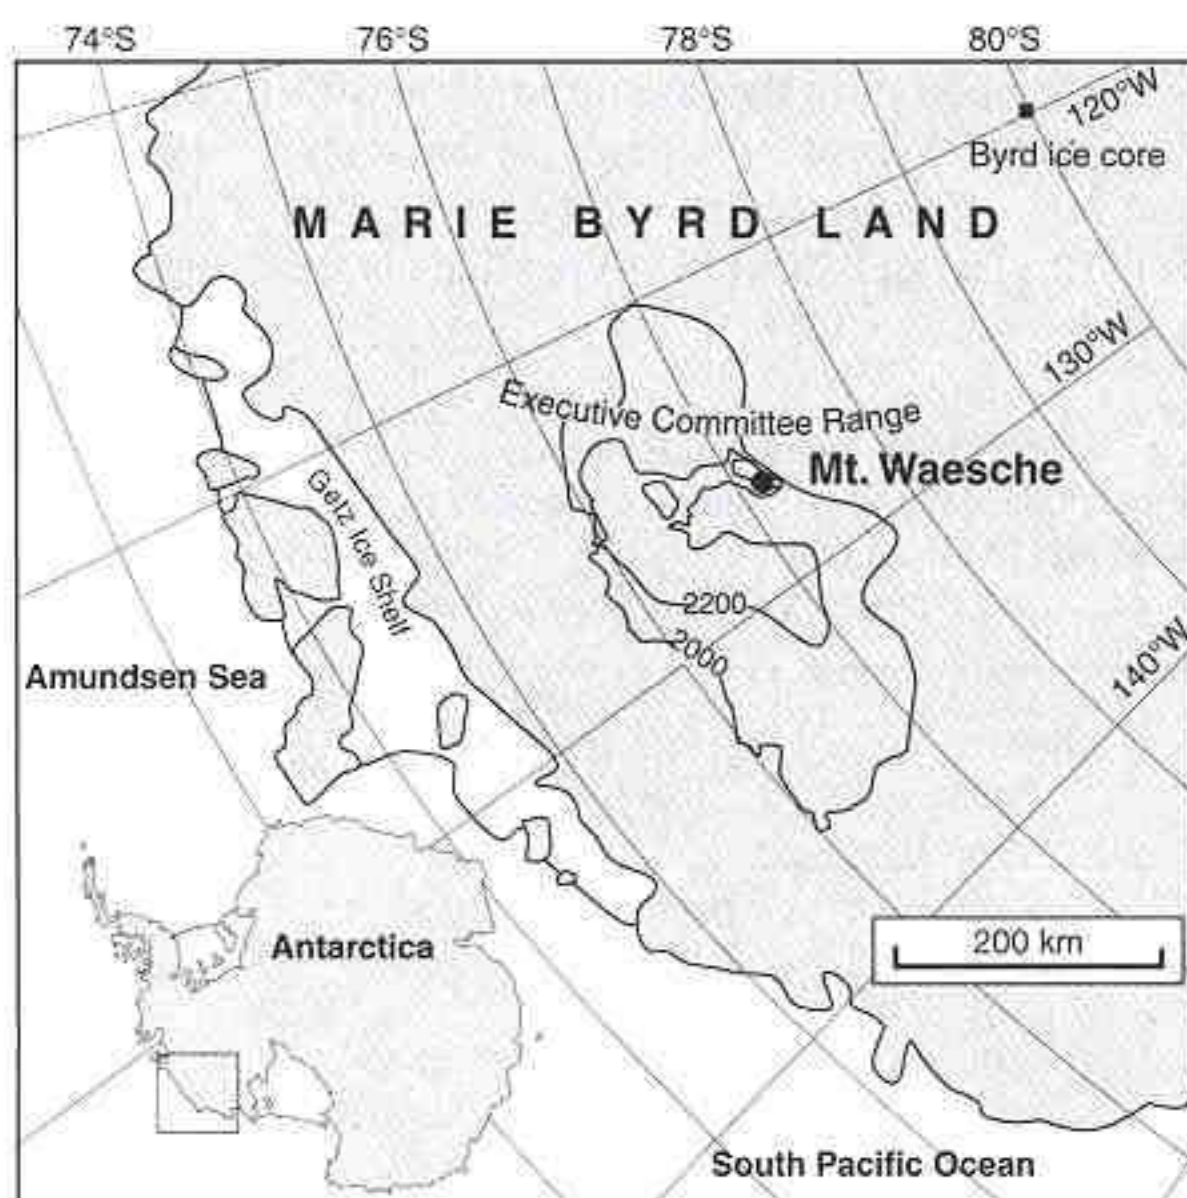 74°S 76°S 78°S 80°S
120°W
Byrd ice core
MARIE BYRD LAND
130°W
Executive Committee Range
Mt. Waesche
Getz Ice Shelf
2200
2000
140°W
Amundsen Sea
200 km
Antarctica
South Pacific Ocean